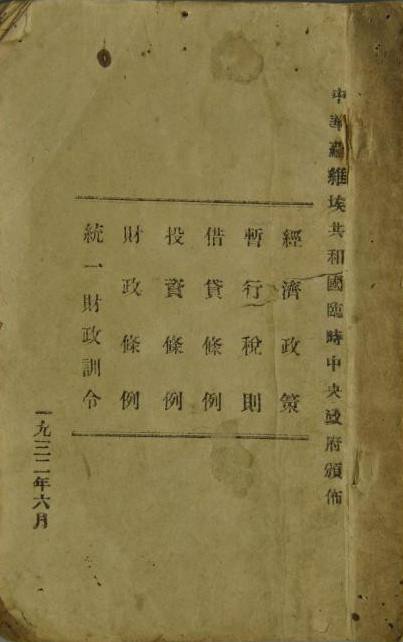 中華蘇維埃共和國臨時中央政府頒佈
經濟政策
暫行稅則
借貸條例
投資條例
財政條例
統一財政訓令
一九三二年六月